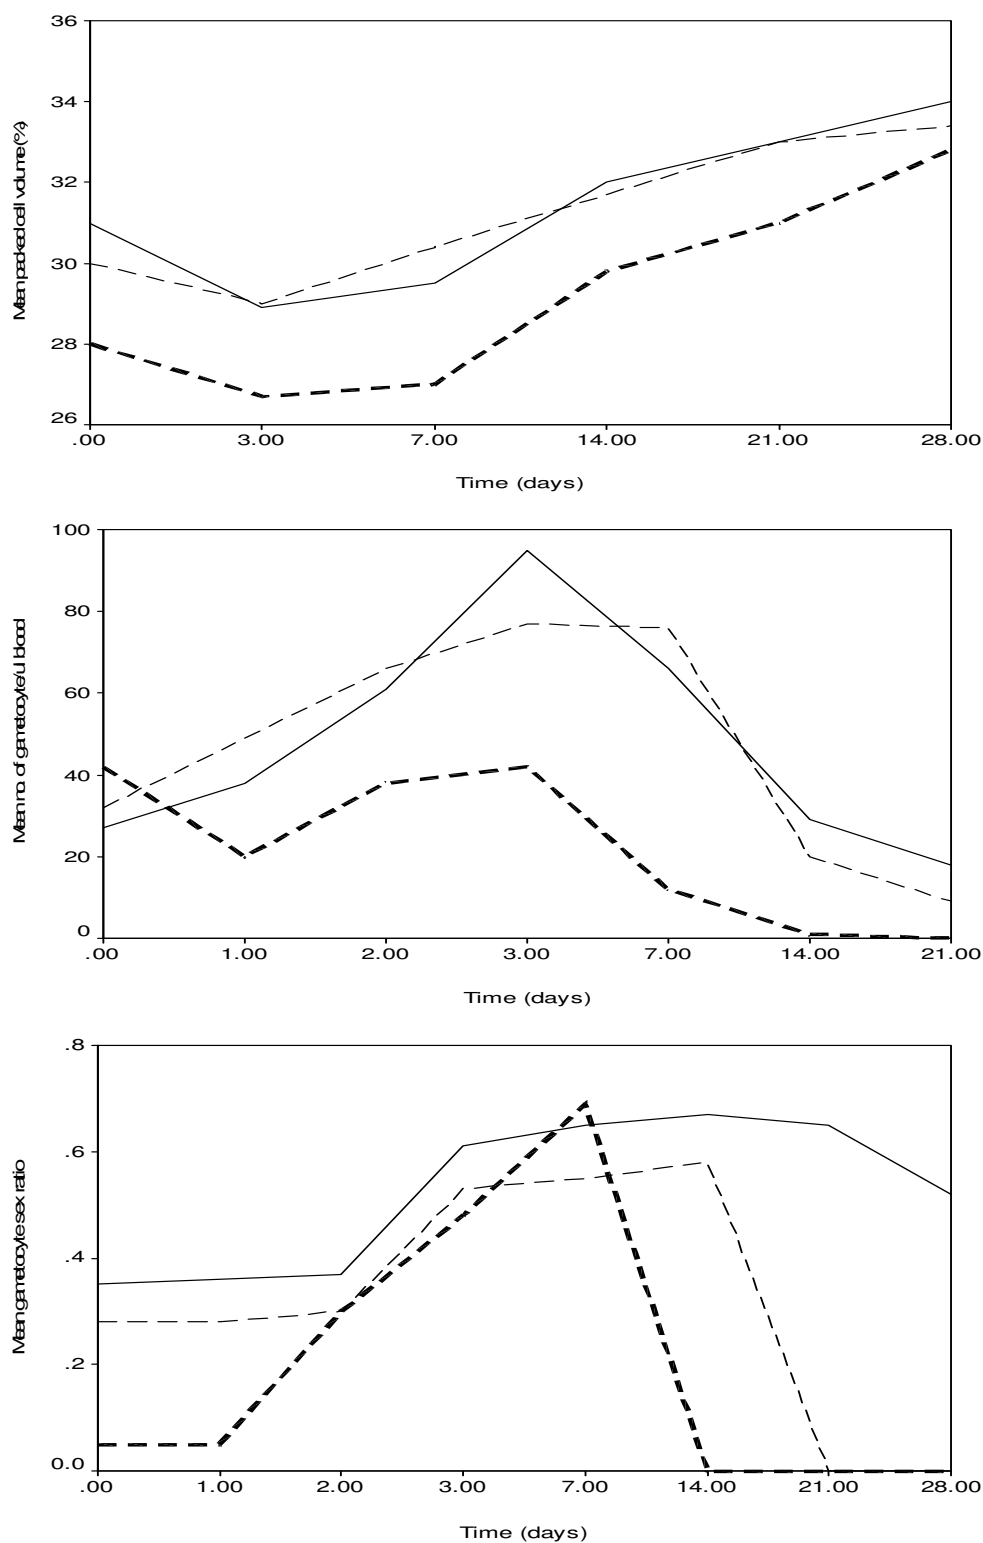 36
34
32
30
28
26
Mean packed cell volume (%)
.00 3.00 7.00 14.00 21.00 28.00
Time (days)
100
80
60
40
20
0
Mean no. of gametocyte/ul blood
.00 1.00 2.00 3.00 7.00 14.00 21.00
Time (days)
.8
.6
.4
.2
0.0
Mean gametocyte sex ratio
.00 1.00 2.00 3.00 7.00 14.00 21.00 28.00
Time (days)